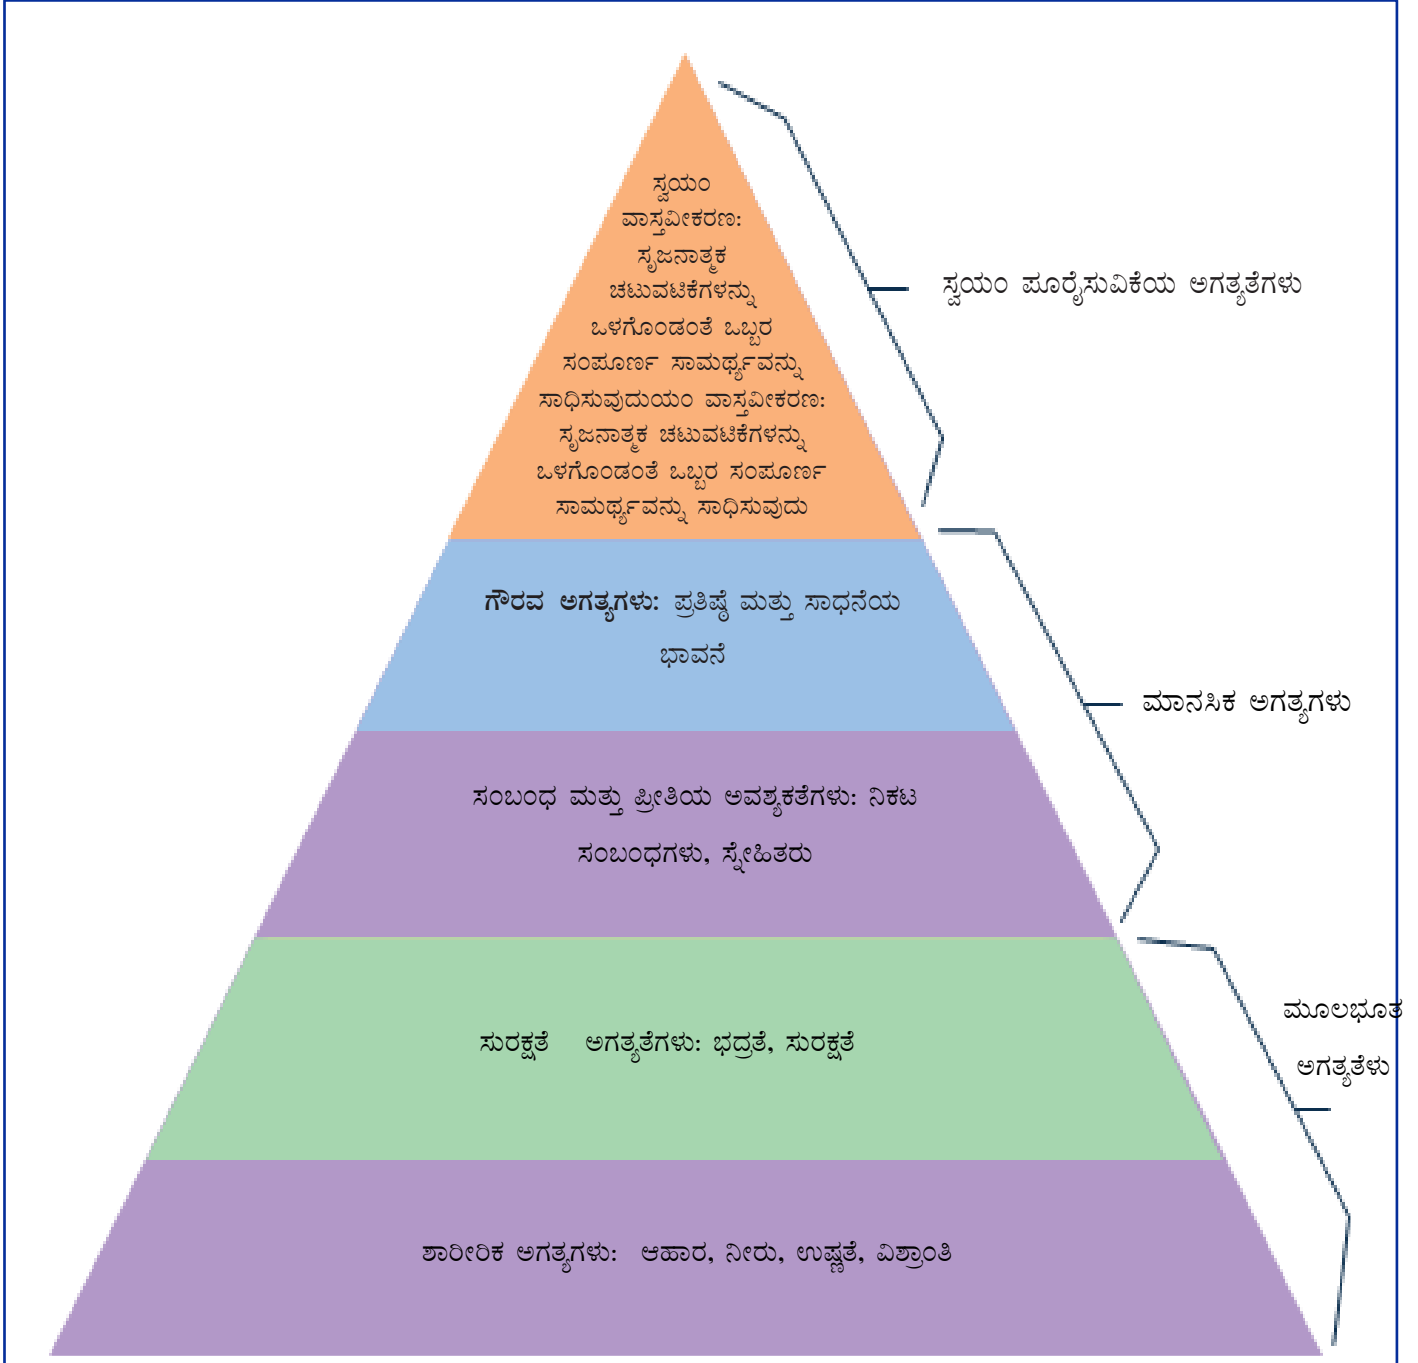 ಸ್ವಯಂ
ವಾಸ್ತವೀಕರಣ:
ಸೃಜನಾತ್ಮಕ
ಚಟುವಟಿಕೆಗಳನ್ನು
ಒಳಗೊಂಡಂತೆ ಒಬ್ಬರ
ಸಂಪೂರ್ಣ ಸಾಮರ್ಥ್ಯವನ್ನು
ಸಾಧಿಸುವುದುಯಂ ವಾಸ್ತವೀಕರಣ:
ಸೃಜನಾತ್ಮಕ ಚಟುವಟಿಕೆಗಳನ್ನು
ಒಳಗೊಂಡಂತೆ ಒಬ್ಬರ ಸಂಪೂರ್ಣ
ಸಾಮರ್ಥ್ಯವನ್ನು ಸಾಧಿಸುವುದು
ಸ್ವಯಂ ಪೂರೈಸುವಿಕೆಯ ಅಗತ್ಯತೆಗಳು
ಗೌರವ ಅಗತ್ಯಗಳು: ಪ್ರತಿಷ್ಠೆ ಮತ್ತು ಸಾಧನೆಯ
ಭಾವನೆ
ಮಾನಸಿಕ ಅಗತ್ಯಗಳು
ಸಂಬಂಧ ಮತ್ತು ಪ್ರೀತಿಯ ಅವಶ್ಯಕತೆಗಳು: ನಿಕಟ
ಸಂಬಂಧಗಳು, ಸ್ನೇಹಿತರು
ಮೂಲಭೂತ
ಅಗತ್ಯತೆಳು
ಸುರಕ್ಷತೆ ಅಗತ್ಯತೆಗಳು: ಭದ್ರತೆ, ಸುರಕ್ಷತೆ
ಶಾರೀರಿಕ ಅಗತ್ಯಗಳು: ಆಹಾರ, ನೀರು, ಉಷ್ಣತೆ, ವಿಶ್ರಾಂತಿ